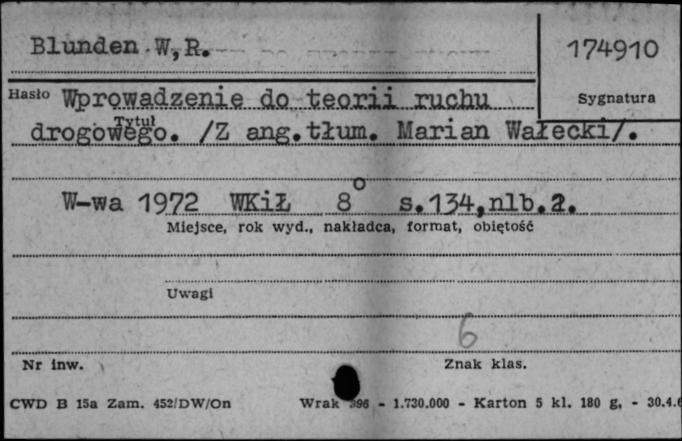 Blunden W,R.
174910
Hasło
Sygnatura
Wprowadzenie do teorii ruchu
Tytuł
drogowego. /Z ang.tłum. Marian Wałecki/.
W-wa 1972 WKiŁ 8° s.134,nlb.2.
Miejsce, rok wyd., nakładca, format, objętość
Uwagi
6
Nr inw.
Znak klas.
CWD B 15a Zam. 452/DW/On
Wrak 396 - 1.730.000 - Karton 5 kl. 180 g, - 30.4.6